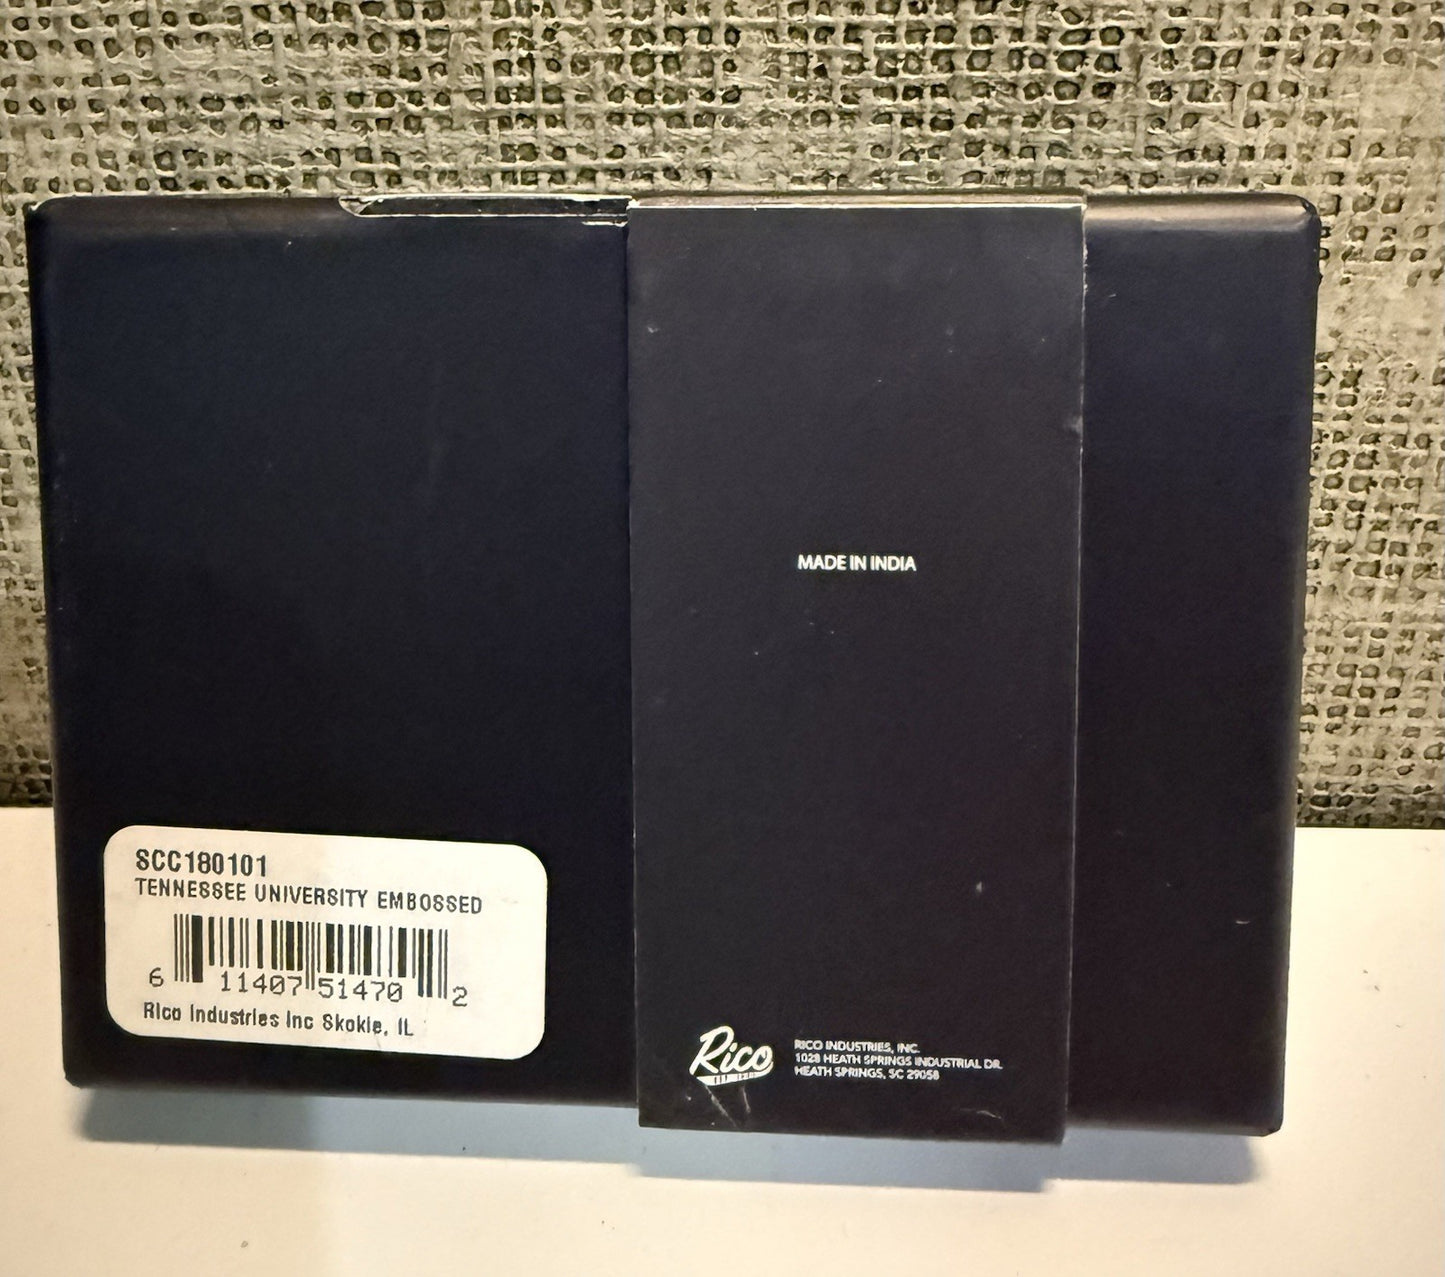 SCC180101
TENNESSEE UNIVERSITY EMBOSSED
6 11407 51470 2
Rico Industries Inc Skokie, IL
MADE IN INDIA
Rico
RICO INDUSTRIES, INC.
1028 HEATH SPRINGS INDUSTRIAL DR.
HEATH SPRINGS, SC 29058